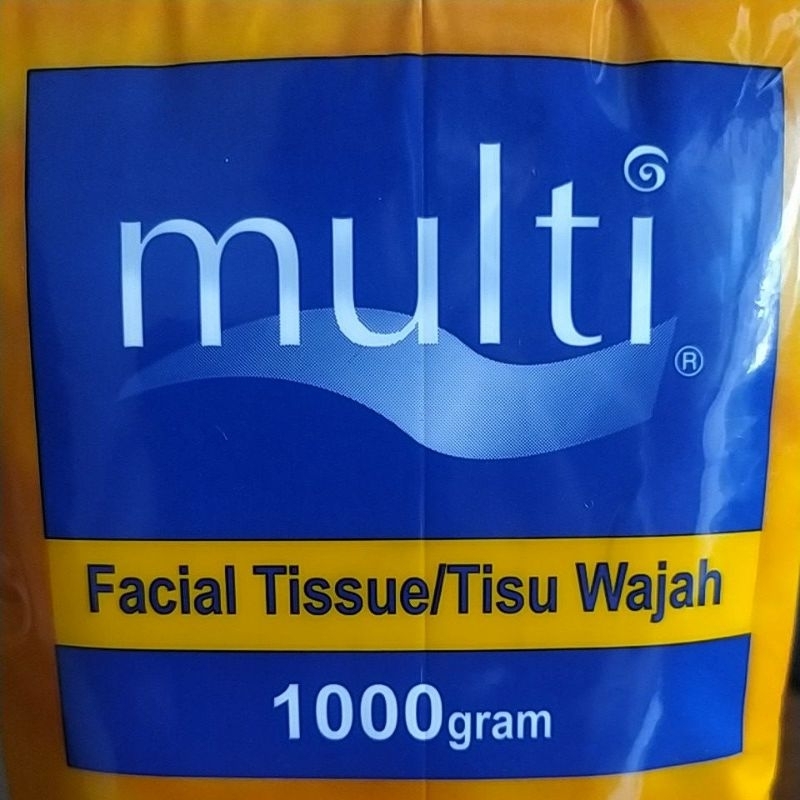 multi®
Facial Tissue/Tisu Wajah
1000gram